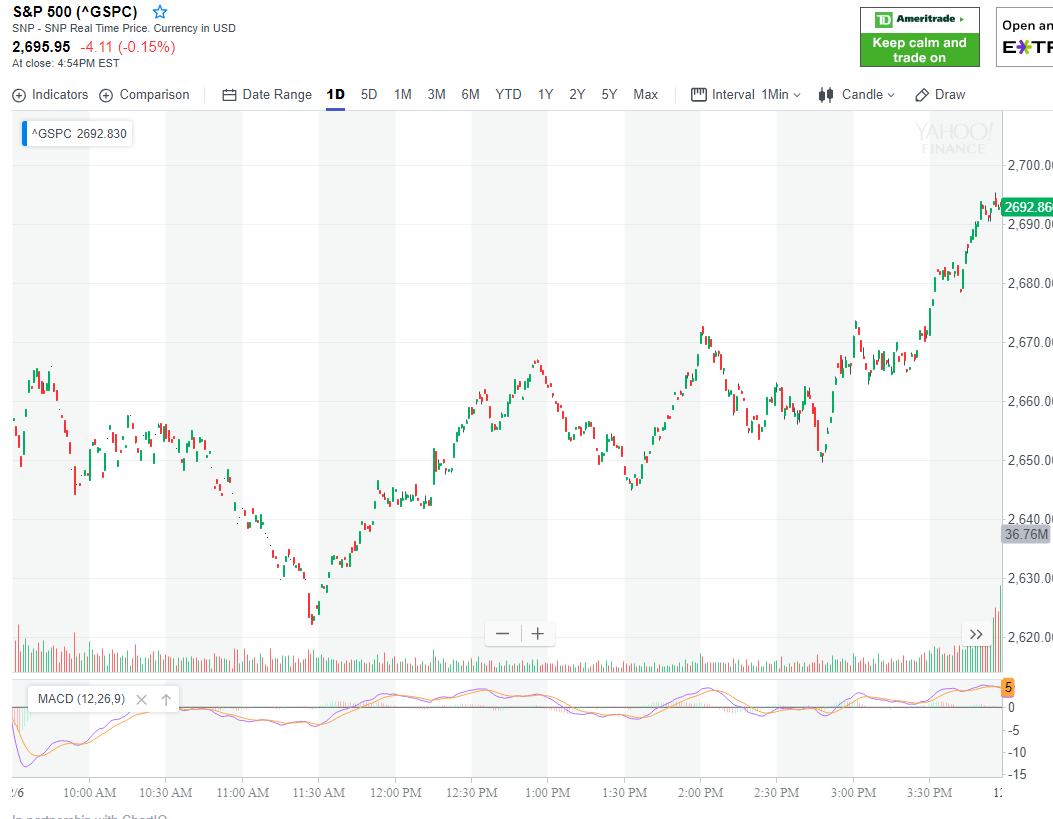 S&P 500 (^GSPC)
SNP - SNP Real Time Price. Currency in USD
2,695.95 -4.11 (-0.15%)
At close: 4:54PM EST
TD Ameritrade
Keep calm and
trade on
Open an
E*TR
Indicators Comparison Date Range 1D 5D 1M 3M 6M YTD 1Y 2Y 5Y Max Interval 1Min Candle Draw
^GSPC 2692.830
YAHOO!
FINANCE
2,700.00
2692.86
2,690.00
2,680.00
2,670.00
2,660.00
2,650.00
2,640.00
36.76M
2,630.00
2,620.00
MACD (12,26,9)
5
0
-5
-10
-15
2/6 10:00 AM 10:30 AM 11:00 AM 11:30 AM 12:00 PM 12:30 PM 1:00 PM 1:30 PM 2:00 PM 2:30 PM 3:00 PM 3:30 PM 12
In partnership with ChartIQ